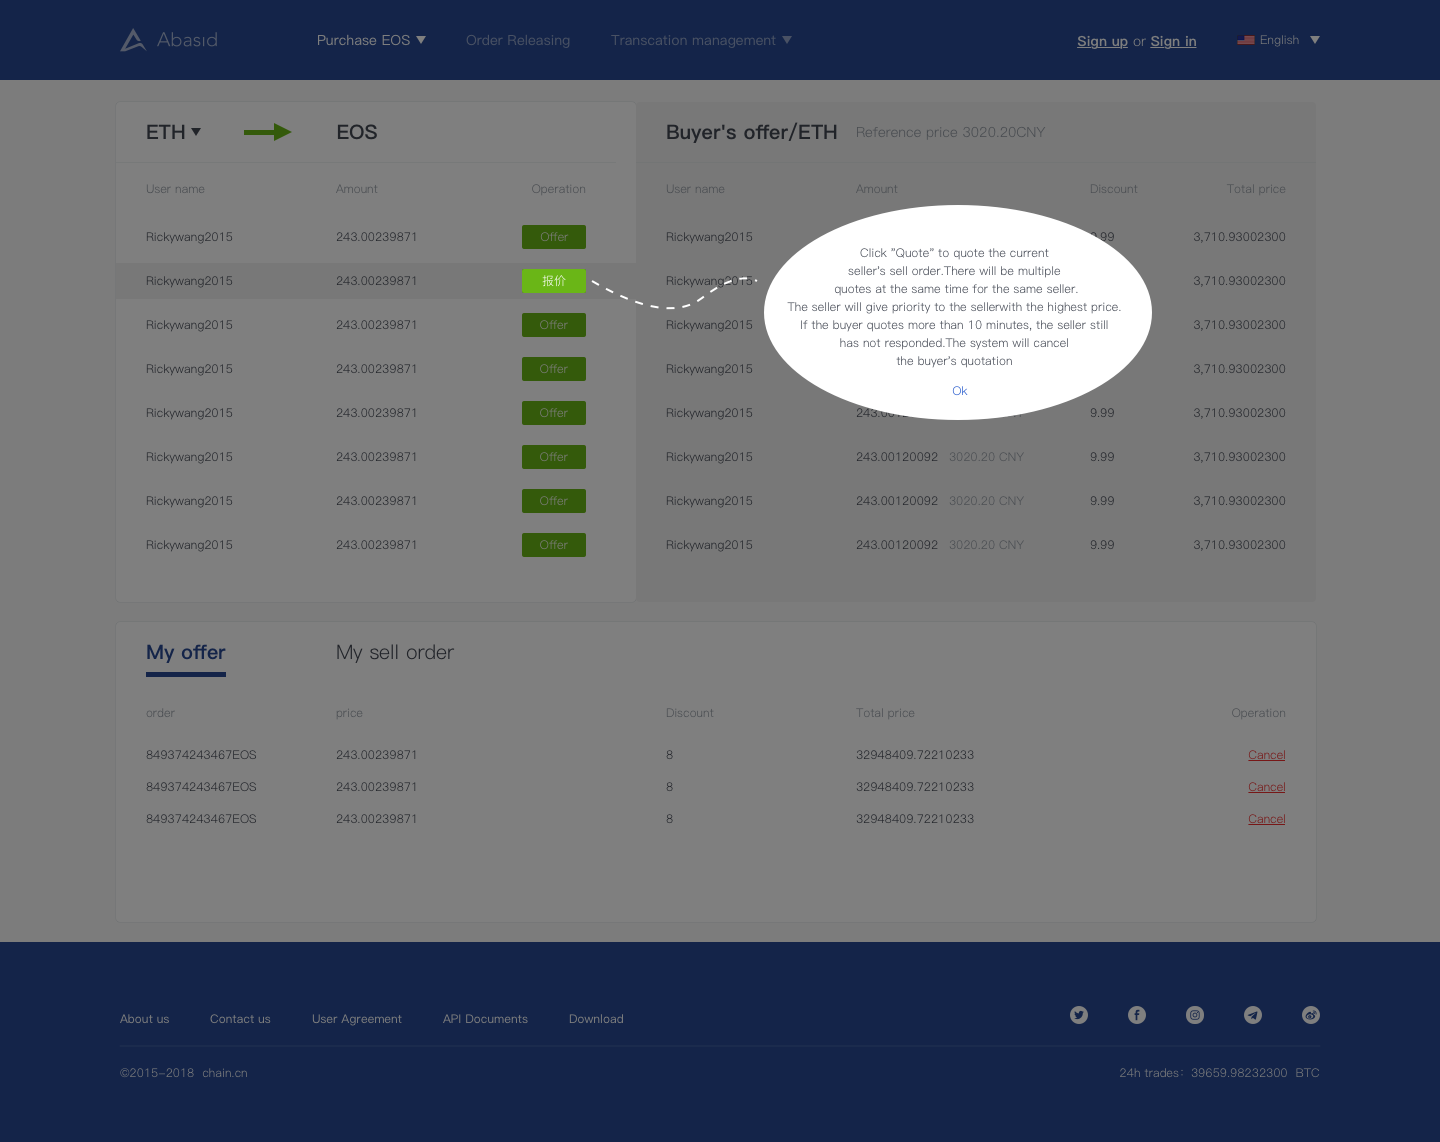 Abasid
Purchase EOS
Order Releasing
Transcation management
Sign up or Sign in
English
ETH
EOS
Buyer's offer/ETH Reference price 3020.20CNY
User name Amount Operation User name Amount Discount Total price
Rickywang2015 243.00239871 Offer Rickywang2015 3,710.93002300
Rickywang2015 243.00239871 报价 Rickywang2015 3,710.93002300
Rickywang2015 243.00239871 Offer Rickywang2015 3,710.93002300
Rickywang2015 243.00239871 Offer Rickywang2015 3,710.93002300
Rickywang2015 243.00239871 Offer Rickywang2015 9.99 3,710.93002300
Rickywang2015 243.00239871 Offer Rickywang2015 243.00120092 3020.20 CNY 9.99 3,710.93002300
Rickywang2015 243.00239871 Offer Rickywang2015 243.00120092 3020.20 CNY 9.99 3,710.93002300
Rickywang2015 243.00239871 Offer Rickywang2015 243.00120092 3020.20 CNY 9.99 3,710.93002300
Click "Quote" to quote the current
seller's sell order.There will be multiple
quotes at the same time for the same seller.
The seller will give priority to the sellerwith the highest price.
If the buyer quotes more than 10 minutes, the seller still
has not responded.The system will cancel
the buyer's quotation
Ok
My offer My sell order
order price Discount Total price Operation
849374243467EOS 243.00239871 8 32948409.72210233 Cancel
849374243467EOS 243.00239871 8 32948409.72210233 Cancel
849374243467EOS 243.00239871 8 32948409.72210233 Cancel
About us Contact us User Agreement API Documents Download
©2015-2018 chain.cn
24h trades: 39659.98232300 BTC